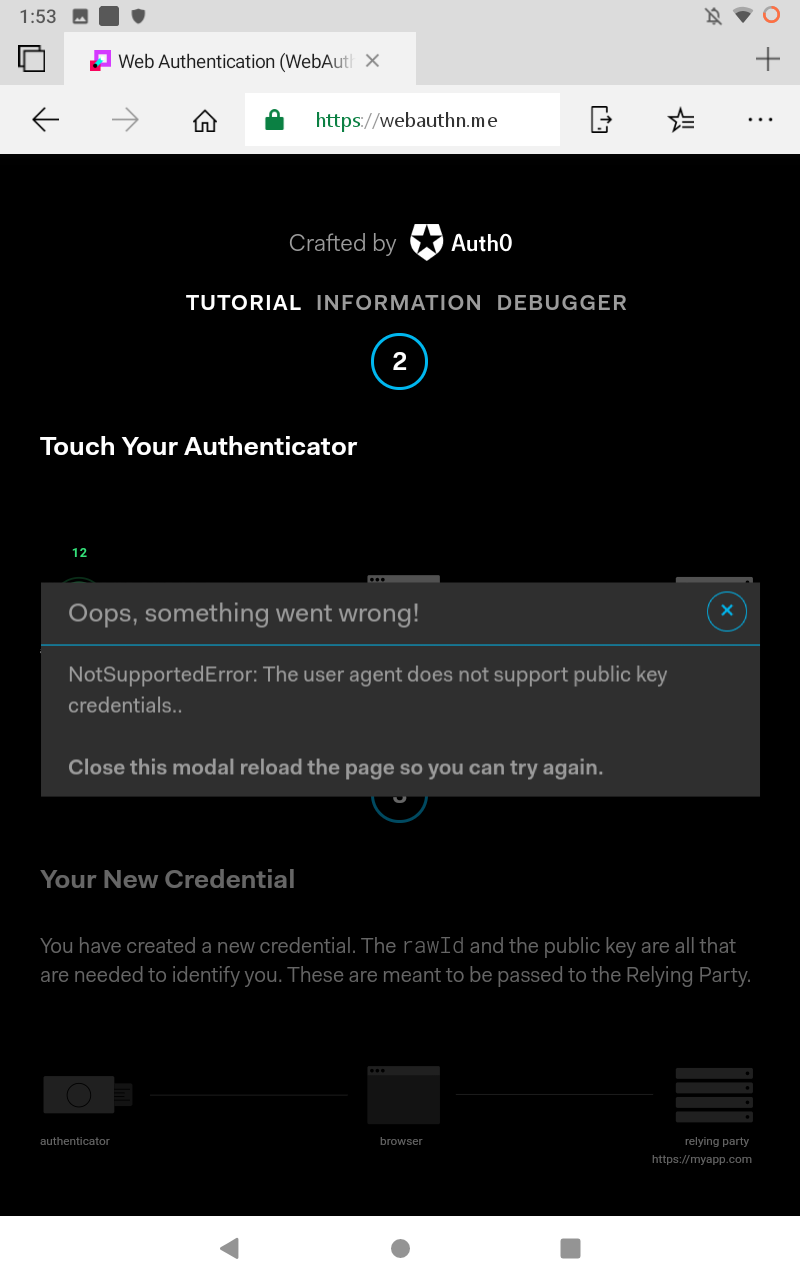 1:53
Web Authentication (WebAuth
https://webauthn.me
Crafted by Auth0
TUTORIAL INFORMATION DEBUGGER
2
Touch Your Authenticator
12
Oops, something went wrong!
NotSupportedError: The user agent does not support public key
credentials..
Close this modal reload the page so you can try again.
Your New Credential
You have created a new credential. The rawId and the public key are all that
are needed to identify you. These are meant to be passed to the Relying Party.
authenticator
browser
relying party
https://myapp.com